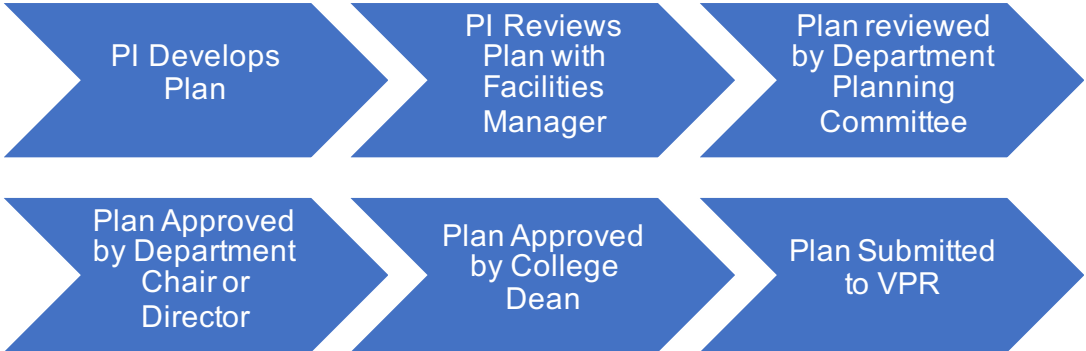 PI Develops
Plan
PI Reviews
Plan with
Facilities
Manager
Plan reviewed
by Department
Planning
Committee
Plan Approved
by Department
Chair or
Director
Plan Approved
by College
Dean
Plan Submitted
to VPR